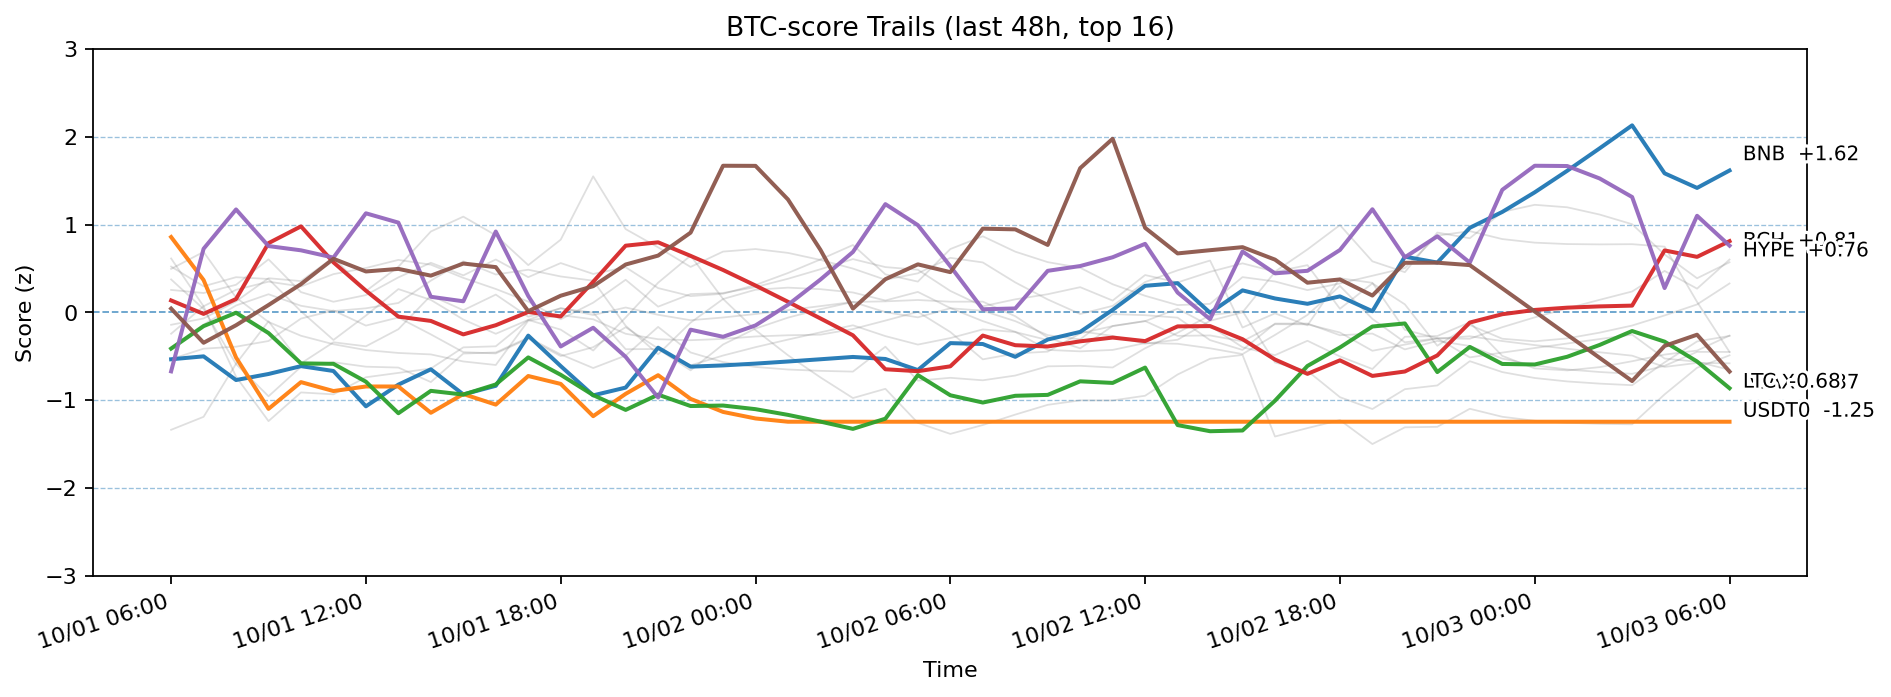 BTC-score Trails (last 48h, top 16)
Score (z)
3
2
1
0
−1
−2
−3
BNB +1.62
HYPE +0.76
USDT0 -1.25
10/01 06:00
10/01 12:00
10/01 18:00
10/02 00:00
10/02 06:00
10/02 12:00
10/02 18:00
10/03 00:00
10/03 06:00
Time